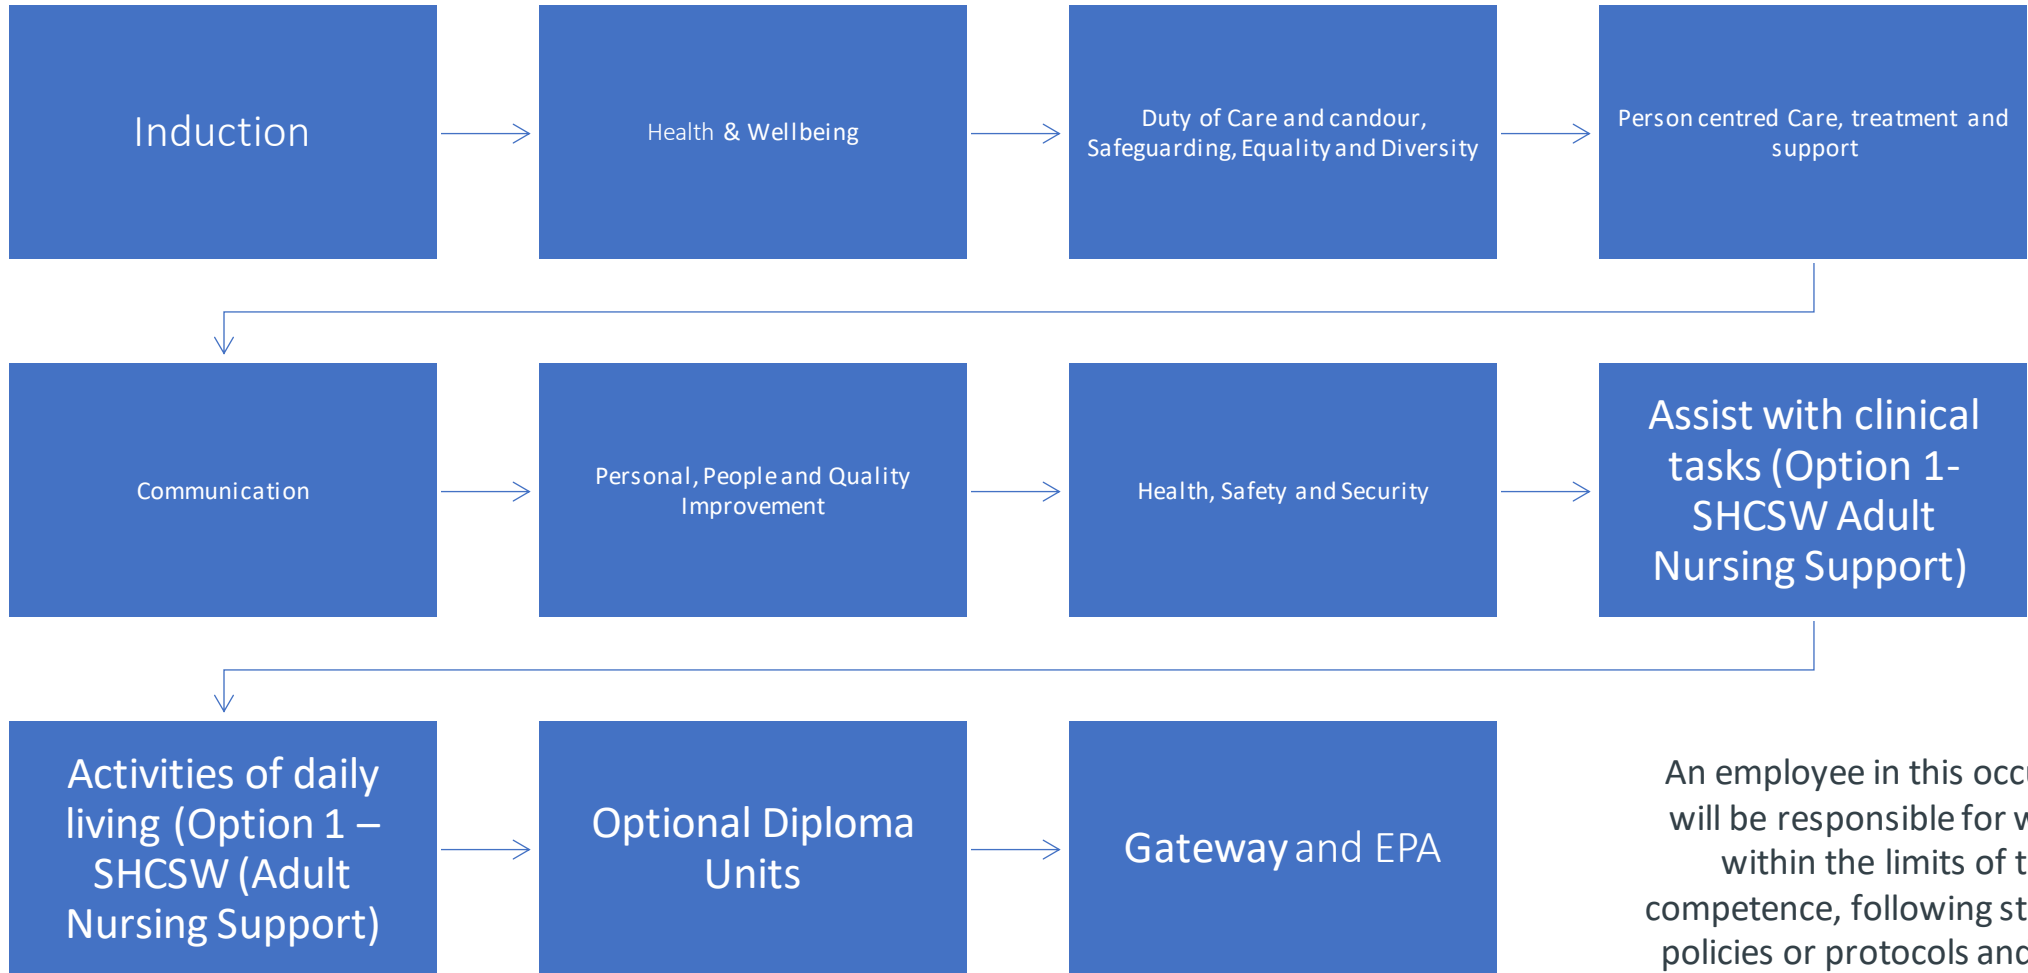 Induction
Health & Wellbeing
Duty of Care and candour,
Safeguarding, Equality and Diversity
Person centred Care, treatment and
support
Communication
Personal, People and Quality
Improvement
Health, Safety and Security
Assist with clinical
tasks (Option 1-
SHCSW Adult
Nursing Support)
Activities of daily
living (Option 1 –
SHCSW (Adult
Nursing Support)
Optional Diploma
Units
Gateway and EPA
An employee in this
will be responsible for
within the limits of
competence, following
policies or protocols and